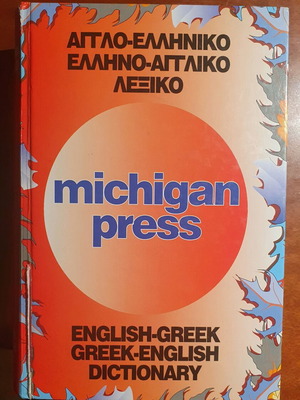 ΑΓΓΛΟ-ΕΛΛΗΝΙΚΟ
ΕΛΛΗΝΟ-ΑΓΓΛΙΚΟ
ΛΕΞΙΚΟ
michigan
press
ENGLISH-GREEK
GREEK-ENGLISH
DICTIONARY